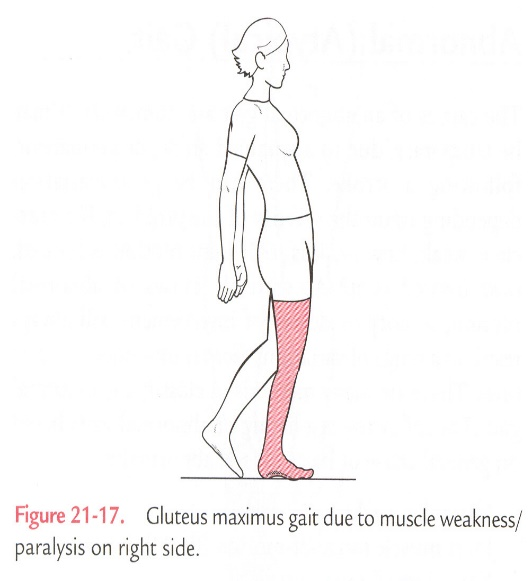 Figure 21-17. Gluteus maximus gait due to muscle weakness/
paralysis on right side.